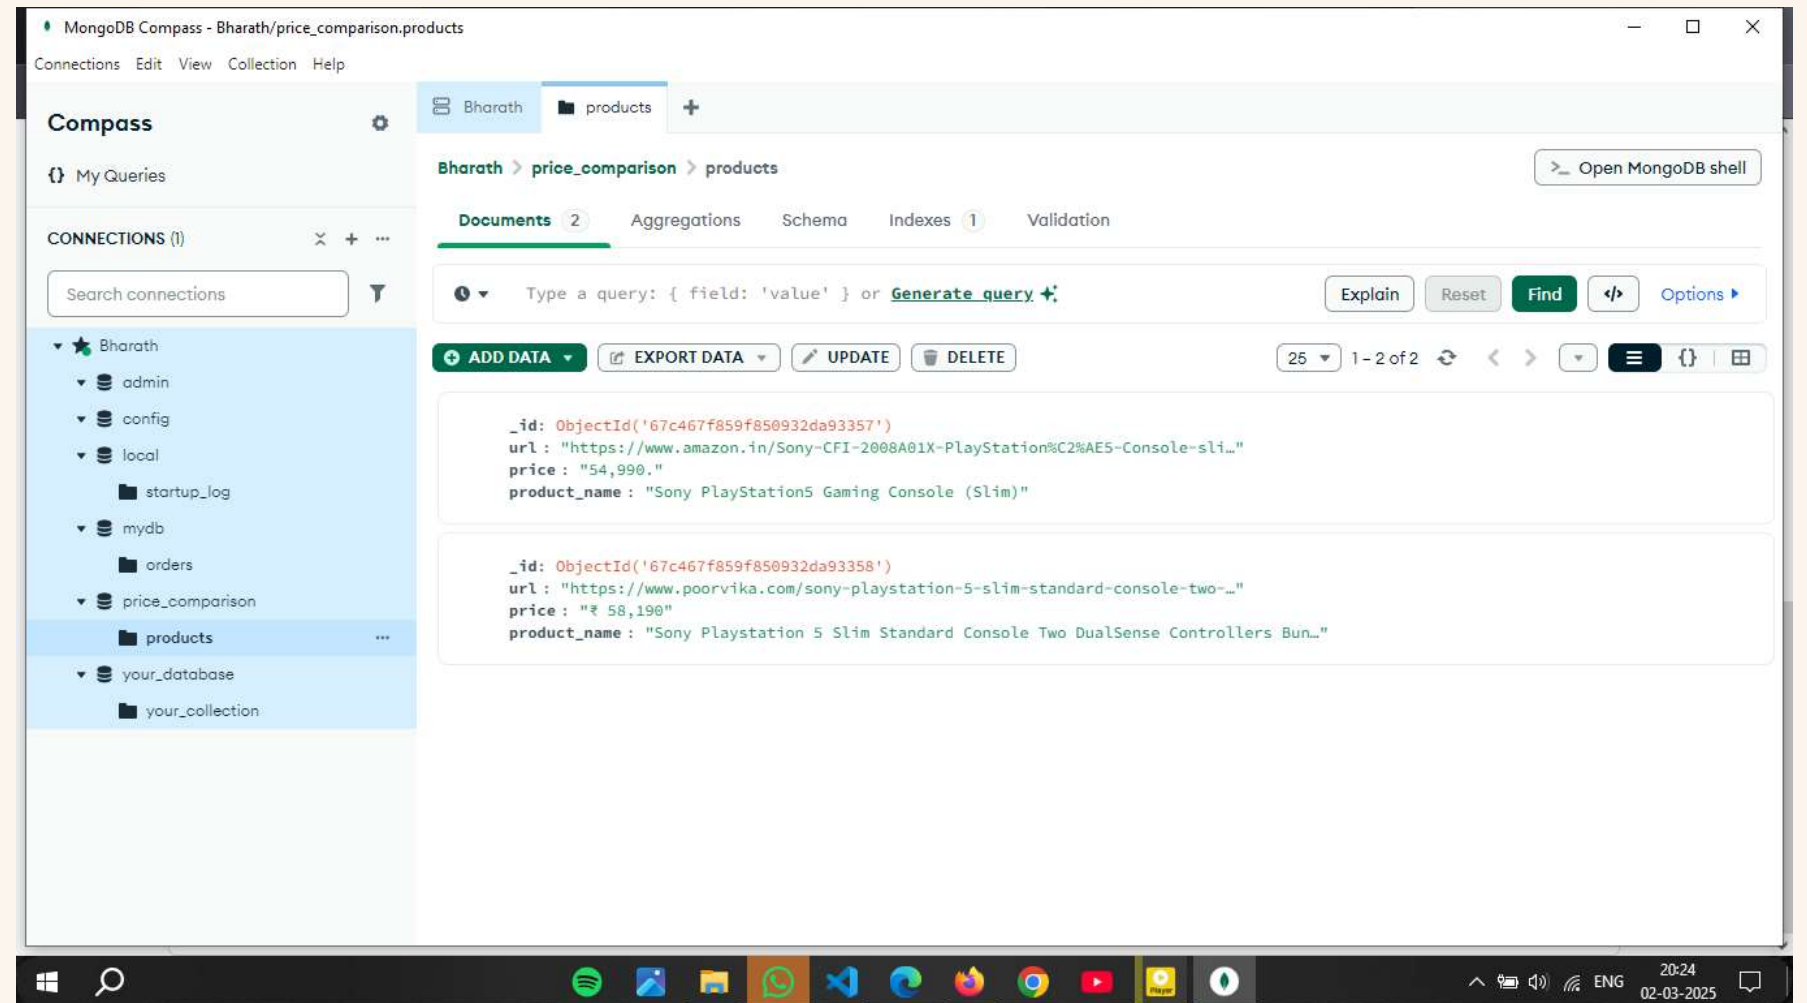 MongoDB Compass - Bharath/price_comparison.products
Connections Edit View Collection Help
Compass
{} My Queries
CONNECTIONS (1)
Search connections
Bharath
admin
config
local
startup_log
mydb
orders
price_comparison
products
your_database
your_collection
Bharath products
Bharath > price_comparison > products
>_ Open MongoDB shell
Documents 2 Aggregations Schema Indexes 1 Validation
Type a query: { field: 'value' } or Generate query
Explain Reset Find </> Options
ADD DATA EXPORT DATA UPDATE DELETE
25 1 – 2 of 2 {}
_id: ObjectId('67c467f859f850932da93357')
url : "https://www.amazon.in/Sony-CFI-2008A01X-PlayStation%C2%AE5-Console-sli…"
price : "54,990."
product_name : "Sony PlayStation5 Gaming Console (Slim)"
_id: ObjectId('67c467f859f850932da93358')
url : "https://www.poorvika.com/sony-playstation-5-slim-standard-console-two-…"
price : "₹ 58,190"
product_name : "Sony Playstation 5 Slim Standard Console Two DualSense Controllers Bun…"
Player
ENG
20:24
02-03-2025